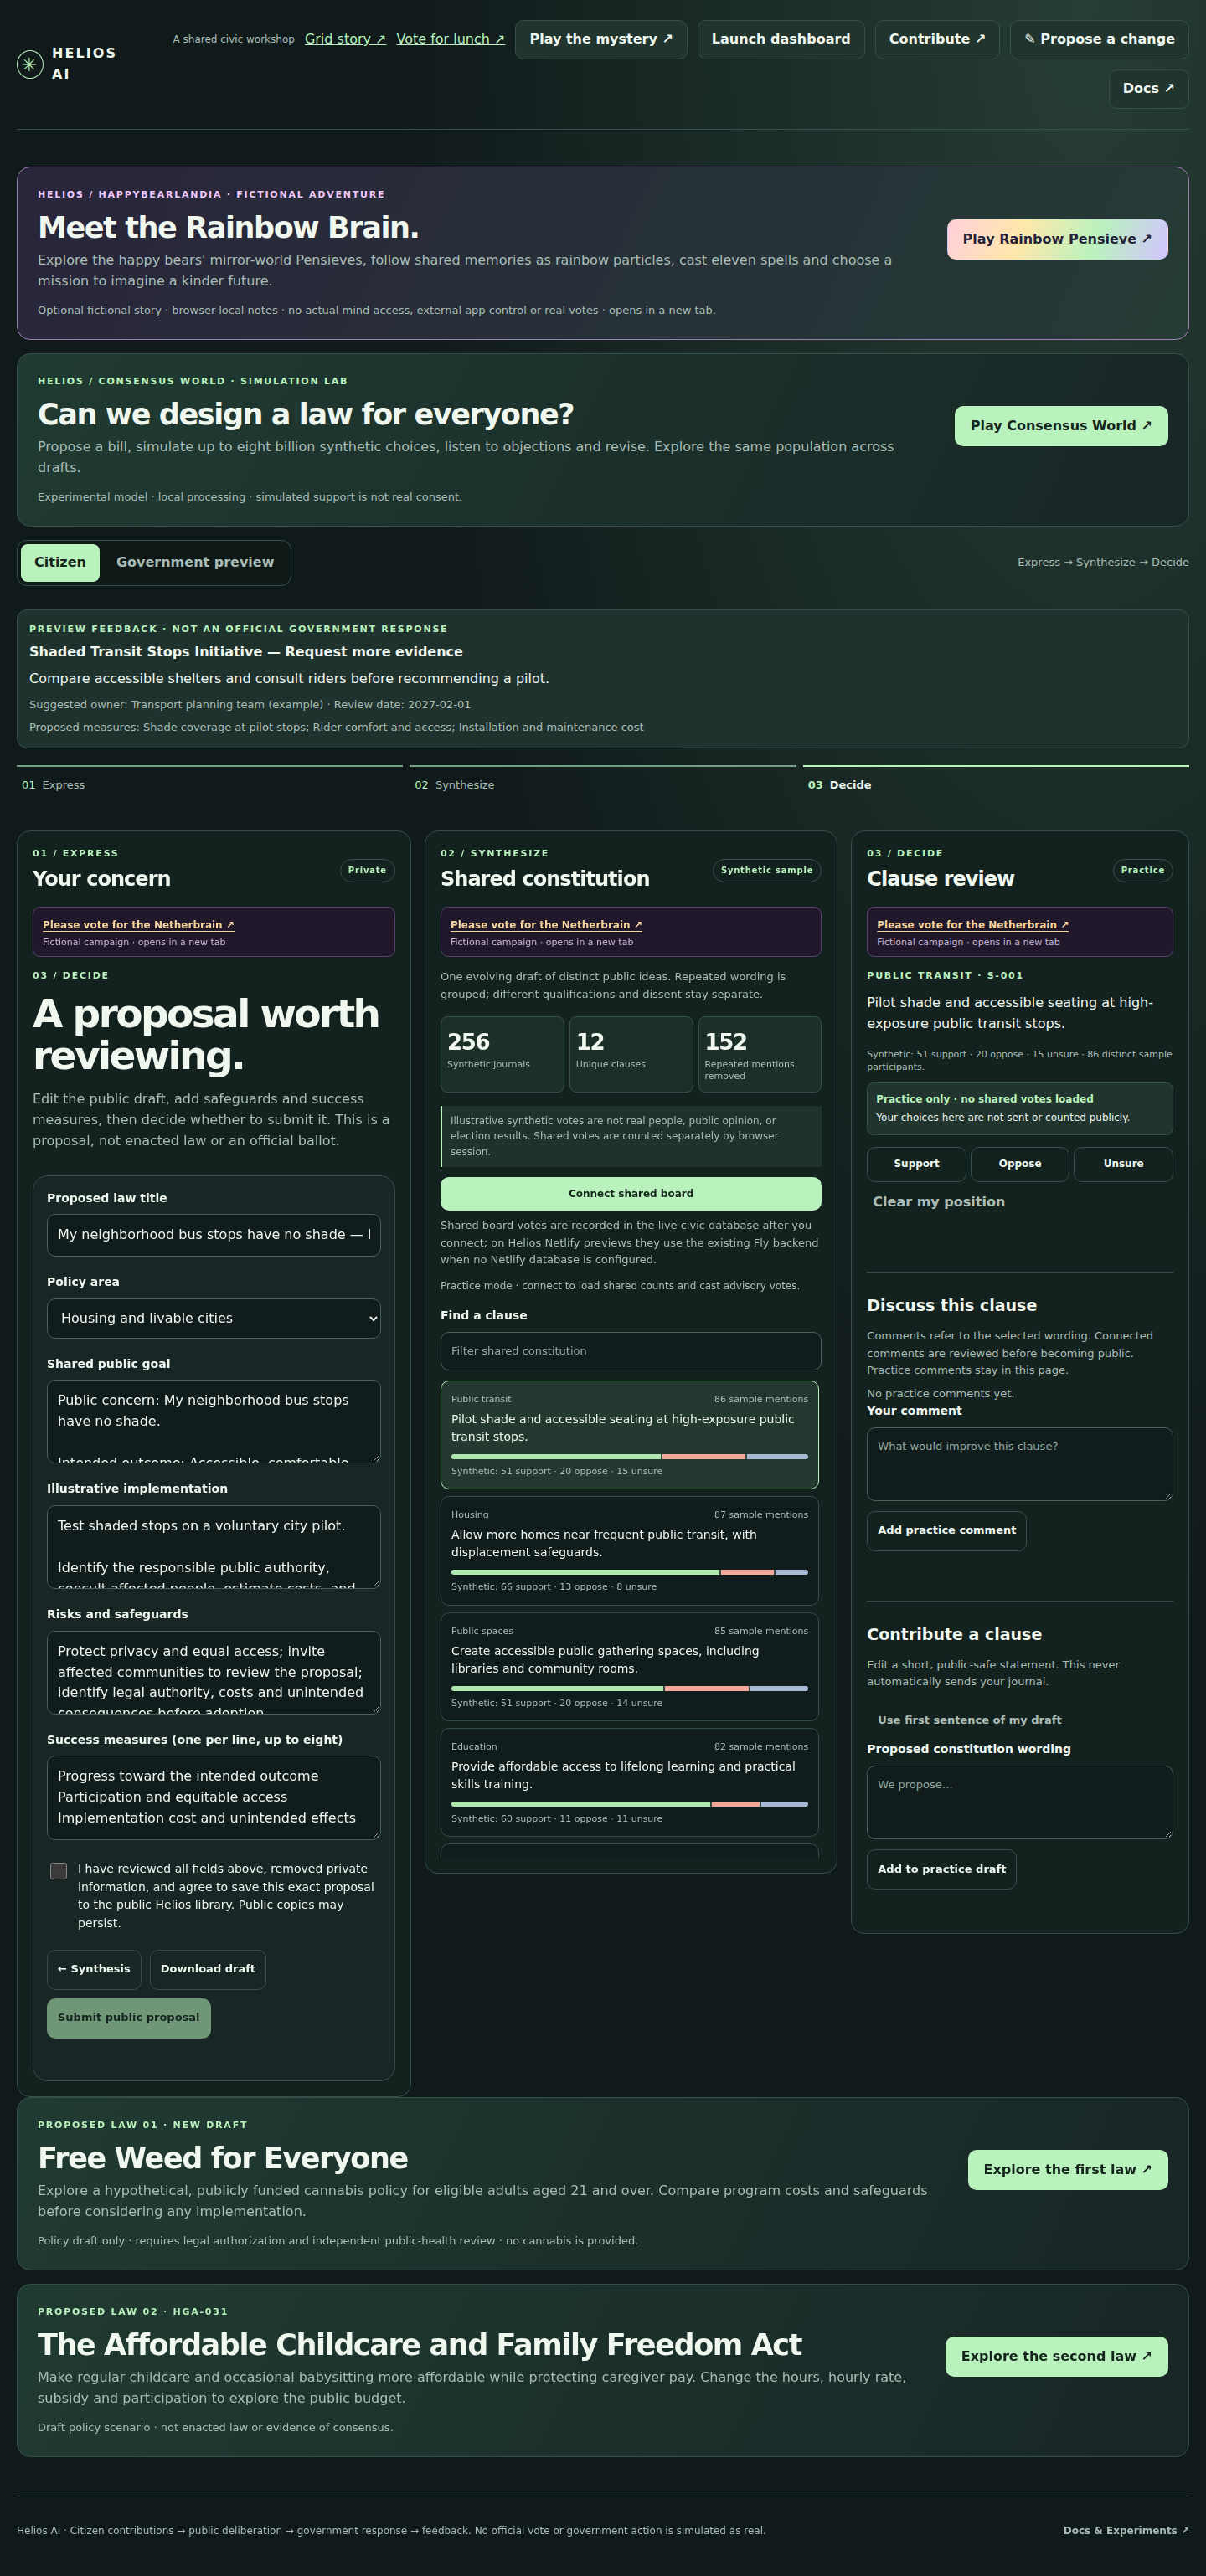 HELIOS
AI
A shared civic workshop
Grid story ↗
Vote for lunch ↗
Play the mystery ↗
Launch dashboard
Contribute ↗
✎ Propose a change
Docs ↗
HELIOS / HAPPYBEARLANDIA · FICTIONAL ADVENTURE
Meet the Rainbow Brain.
Explore the happy bears' mirror-world Pensieves, follow shared memories as rainbow particles, cast eleven spells and choose a
mission to imagine a kinder future.
Optional fictional story · browser-local notes · no actual mind access, external app control or real votes · opens in a new tab.
Play Rainbow Pensieve ↗
HELIOS / CONSENSUS WORLD · SIMULATION LAB
Can we design a law for everyone?
Propose a bill, simulate up to eight billion synthetic choices, listen to objections and revise. Explore the same population across
drafts.
Experimental model · local processing · simulated support is not real consent.
Play Consensus World ↗
Citizen
Government preview
Express → Synthesize → Decide
PREVIEW FEEDBACK · NOT AN OFFICIAL GOVERNMENT RESPONSE
Shaded Transit Stops Initiative — Request more evidence
Compare accessible shelters and consult riders before recommending a pilot.
Suggested owner: Transport planning team (example) · Review date: 2027-02-01
Proposed measures: Shade coverage at pilot stops; Rider comfort and access; Installation and maintenance cost
01 Express
02 Synthesize
03 Decide
01 / EXPRESS
Your concern
Private
Please vote for the Netherbrain ↗
Fictional campaign · opens in a new tab
03 / DECIDE
A proposal worth
reviewing.
Edit the public draft, add safeguards and success
measures, then decide whether to submit it. This is a
proposal, not enacted law or an official ballot.
Proposed law title
My neighborhood bus stops have no shade — I
Policy area
Housing and livable cities
Shared public goal
Public concern: My neighborhood bus stops
have no shade.
Intended outcome: Accessible, comfortable
Illustrative implementation
Test shaded stops on a voluntary city pilot.
Identify the responsible public authority,
consult affected people, estimate costs, and
Risks and safeguards
Protect privacy and equal access; invite
affected communities to review the proposal;
identify legal authority, costs and unintended
consequences before adoption.
Success measures (one per line, up to eight)
Progress toward the intended outcome
Participation and equitable access
Implementation cost and unintended effects
I have reviewed all fields above, removed private
information, and agree to save this exact proposal
to the public Helios library. Public copies may
persist.
← Synthesis
Download draft
Submit public proposal
02 / SYNTHESIZE
Shared constitution
Synthetic sample
Please vote for the Netherbrain ↗
Fictional campaign · opens in a new tab
One evolving draft of distinct public ideas. Repeated wording is
grouped; different qualifications and dissent stay separate.
256
Synthetic journals
12
Unique clauses
152
Repeated mentions
removed
Illustrative synthetic votes are not real people, public opinion, or
election results. Shared votes are counted separately by browser
session.
Connect shared board
Shared board votes are recorded in the live civic database after you
connect; on Helios Netlify previews they use the existing Fly backend
when no Netlify database is configured.
Practice mode · connect to load shared counts and cast advisory votes.
Find a clause
Filter shared constitution
Public transit
86 sample mentions
Pilot shade and accessible seating at high-exposure public
transit stops.
Synthetic: 51 support · 20 oppose · 15 unsure
Housing
87 sample mentions
Allow more homes near frequent public transit, with
displacement safeguards.
Synthetic: 66 support · 13 oppose · 8 unsure
Public spaces
85 sample mentions
Create accessible public gathering spaces, including
libraries and community rooms.
Synthetic: 51 support · 20 oppose · 14 unsure
Education
82 sample mentions
Provide affordable access to lifelong learning and practical
skills training.
Synthetic: 60 support · 11 oppose · 11 unsure
03 / DECIDE
Clause review
Practice
Please vote for the Netherbrain ↗
Fictional campaign · opens in a new tab
PUBLIC TRANSIT · S-001
Pilot shade and accessible seating at high-
exposure public transit stops.
Synthetic: 51 support · 20 oppose · 15 unsure · 86 distinct sample
participants.
Practice only · no shared votes loaded
Your choices here are not sent or counted publicly.
Support
Oppose
Unsure
Clear my position
Discuss this clause
Comments refer to the selected wording. Connected
comments are reviewed before becoming public.
Practice comments stay in this page.
No practice comments yet.
Your comment
What would improve this clause?
Add practice comment
Contribute a clause
Edit a short, public-safe statement. This never
automatically sends your journal.
Use first sentence of my draft
Proposed constitution wording
We propose...
Add to practice draft
PROPOSED LAW 01 · NEW DRAFT
Free Weed for Everyone
Explore a hypothetical, publicly funded cannabis policy for eligible adults aged 21 and over. Compare program costs and safeguards
before considering any implementation.
Policy draft only · requires legal authorization and independent public-health review · no cannabis is provided.
Explore the first law ↗
PROPOSED LAW 02 · HGA-031
The Affordable Childcare and Family Freedom Act
Make regular childcare and occasional babysitting more affordable while protecting caregiver pay. Change the hours, hourly rate,
subsidy and participation to explore the public budget.
Draft policy scenario · not enacted law or evidence of consensus.
Explore the second law ↗
Helios AI · Citizen contributions → public deliberation → government response → feedback. No official vote or government action is simulated as real.
Docs & Experiments ↗